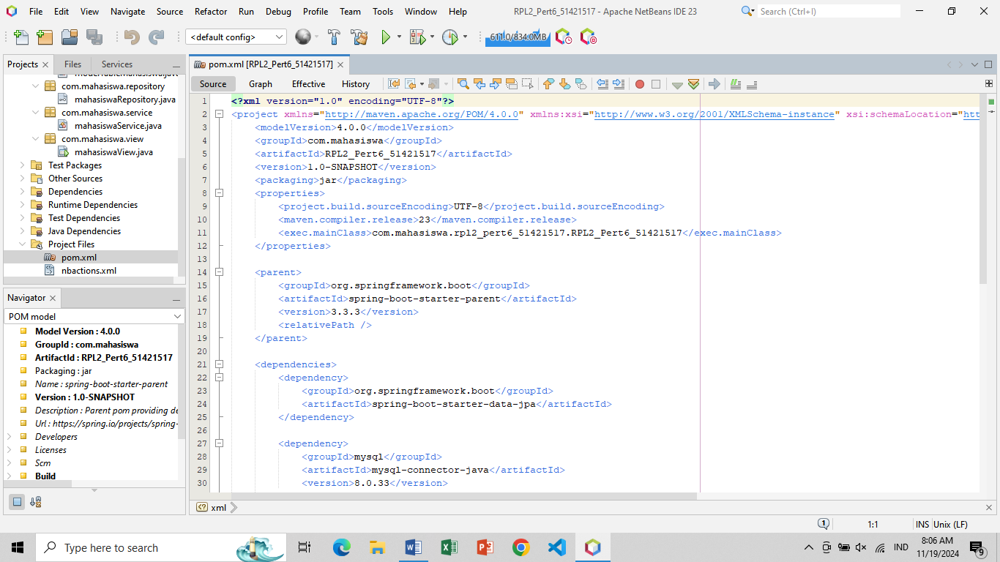 File Edit View Navigate Source Refactor Run Debug Profile Team Tools Window Help
RPL2_Pert6_51421517 - Apache NetBeans IDE 23
Search (Ctrl+I)
<default config>
611.0/834.0MB
Projects Files Services
com.mahasiswa.repository
mahasiswaRepository.java
com.mahasiswa.service
mahasiswaService.java
com.mahasiswa.view
mahasiswaView.java
Test Packages
Other Sources
Dependencies
Runtime Dependencies
Test Dependencies
Java Dependencies
Project Files
pom.xml
nbactions.xml
Navigator
POM model
Model Version : 4.0.0
GroupId : com.mahasiswa
ArtifactId : RPL2_Pert6_51421517
Packaging : jar
Name : spring-boot-starter-parent
Version : 1.0-SNAPSHOT
Description : Parent pom providing de
Url : https://spring.io/projects/spring-
Developers
Licenses
Scm
Build
pom.xml [RPL2_Pert6_51421517]
Source Graph Effective History
1 <?xml version="1.0" encoding="UTF-8"?>
2 <project xmlns="http://maven.apache.org/POM/4.0.0" xmlns:xsi="http://www.w3.org/2001/XMLSchema-instance" xsi:schemaLocation="htt
3 <modelVersion>4.0.0</modelVersion>
4 <groupId>com.mahasiswa</groupId>
5 <artifactId>RPL2_Pert6_51421517</artifactId>
6 <version>1.0-SNAPSHOT</version>
7 <packaging>jar</packaging>
8 <properties>
9 <project.build.sourceEncoding>UTF-8</project.build.sourceEncoding>
10 <maven.compiler.release>23</maven.compiler.release>
11 <exec.mainClass>com.mahasiswa.rpl2_pert6_51421517.RPL2_Pert6_51421517</exec.mainClass>
12 </properties>
13
14 <parent>
15 <groupId>org.springframework.boot</groupId>
16 <artifactId>spring-boot-starter-parent</artifactId>
17 <version>3.3.3</version>
18 <relativePath />
19 </parent>
20
21 <dependencies>
22 <dependency>
23 <groupId>org.springframework.boot</groupId>
24 <artifactId>spring-boot-starter-data-jpa</artifactId>
25 </dependency>
26
27 <dependency>
28 <groupId>mysql</groupId>
29 <artifactId>mysql-connector-java</artifactId>
30 <version>8.0.33</version>
xml
1
1:1
INS
Unix (LF)
Type here to search
IND
8:06 AM
11/19/2024
9